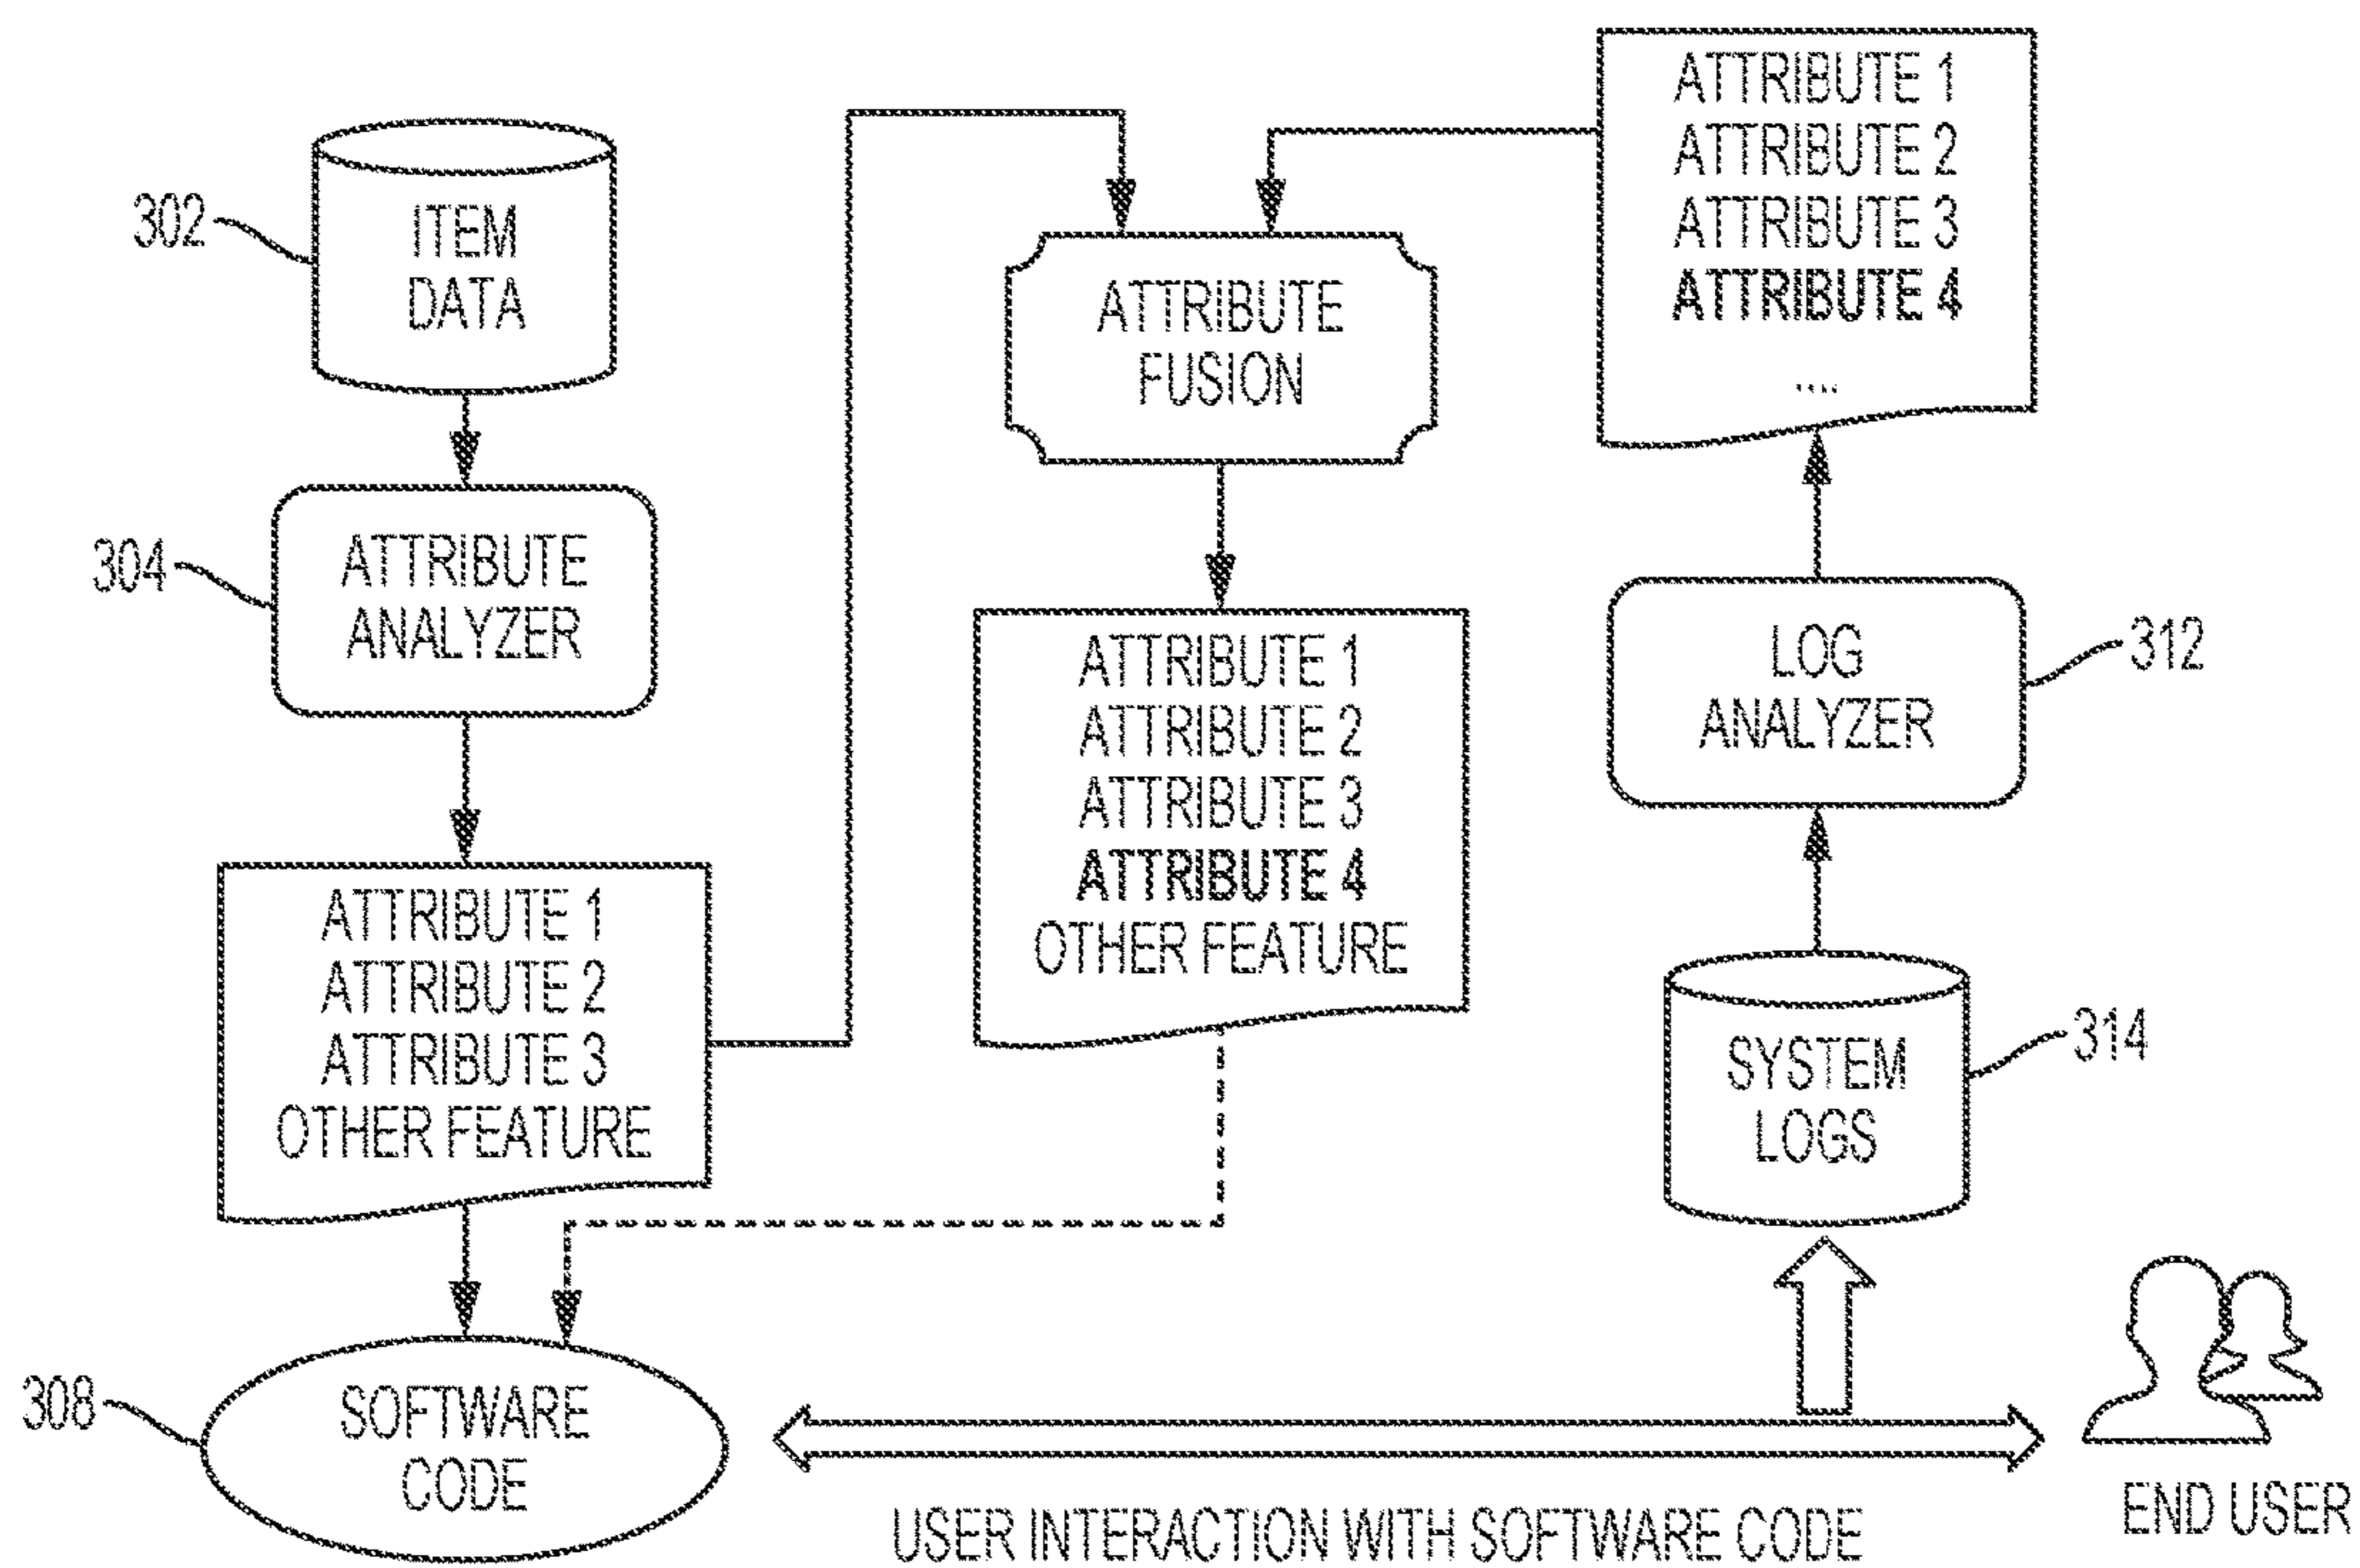 302
ITEM
DATA
304
ATTRIBUTE
ANALYZER
ATTRIBUTE 1
ATTRIBUTE 2
ATTRIBUTE 3
OTHER FEATURE
308
SOFTWARE
CODE
ATTRIBUTE
FUSION
ATTRIBUTE 1
ATTRIBUTE 2
ATTRIBUTE 3
ATTRIBUTE 4
OTHER FEATURE
ATTRIBUTE 1
ATTRIBUTE 2
ATTRIBUTE 3
ATTRIBUTE 4
....
LOG
ANALYZER
312
SYSTEM
LOGS
314
USER INTERACTION WITH SOFTWARE CODE
END USER